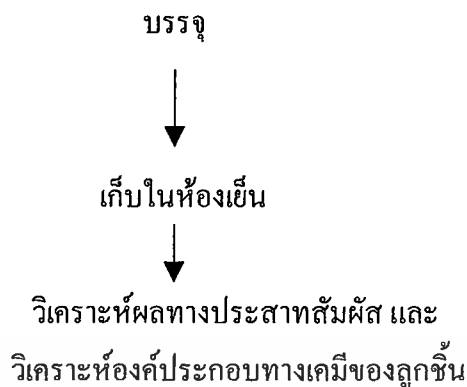 บรรจุ
เก็บในห้องเย็น
วิเคราะห์ผลทางประสาทสัมผัส และ
วิเคราะห์องค์ประกอบทางเคมีของลูกชิ้น